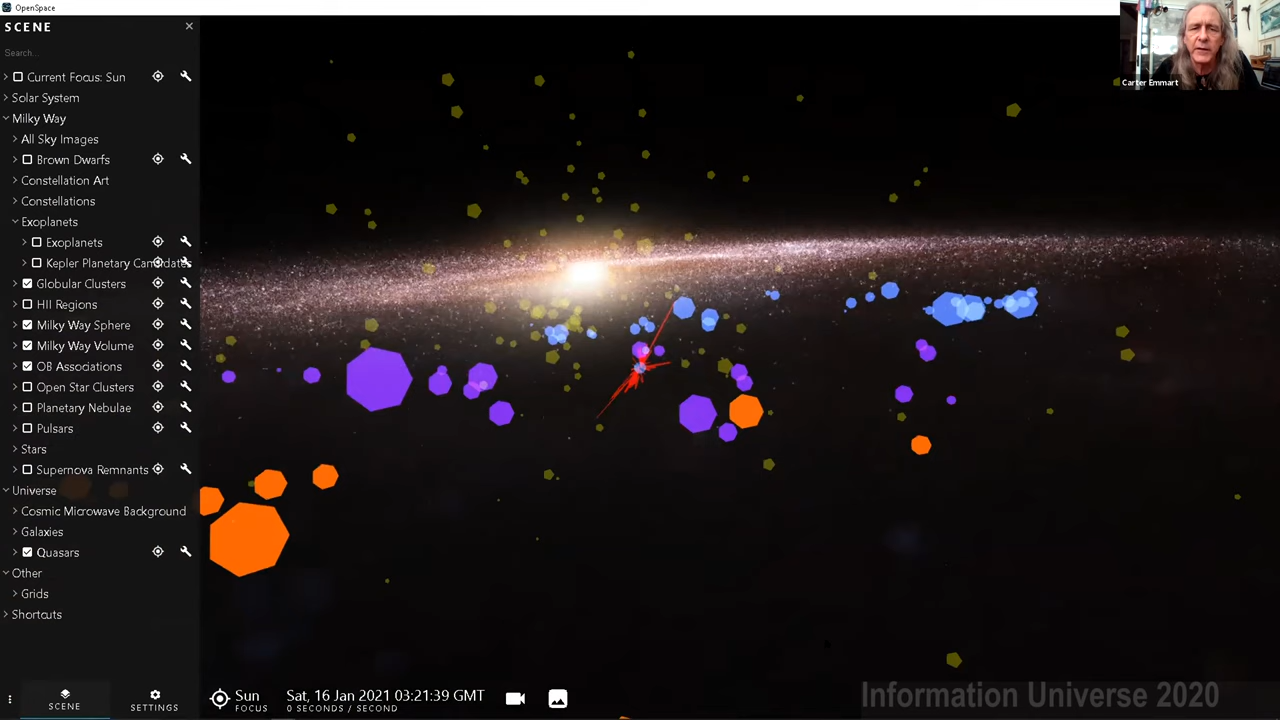 OpenSpace
SCENE
Search...
Current Focus: Sun
Solar System
Milky Way
All Sky Images
Brown Dwarfs
Constellation Art
Constellations
Exoplanets
Exoplanets
Kepler Planetary Candidates
Globular Clusters
HII Regions
Milky Way Sphere
Milky Way Volume
OB Associations
Open Star Clusters
Planetary Nebulae
Pulsars
Stars
Supernova Remnants
Universe
Cosmic Microwave Background
Galaxies
Quasars
Other
Grids
Shortcuts
SCENE
SETTINGS
Sun
FOCUS
Sat, 16 Jan 2021 03:21:39 GMT
0 SECONDS / SECOND
Carter Emmart
Information Universe 2020